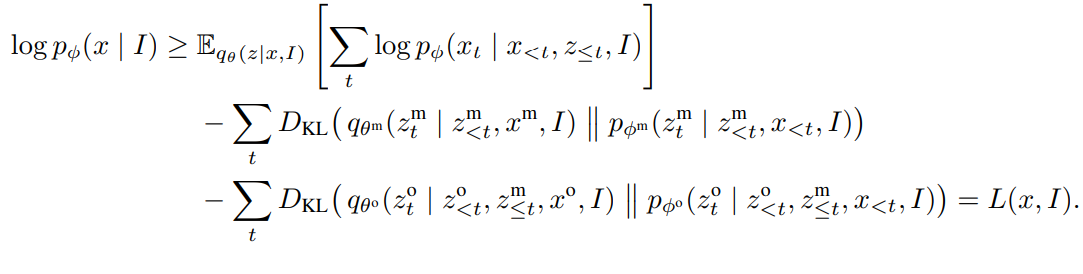 log p_ϕ(x | I) ≥ 𝔼_{q_θ(z|x,I)} [ ∑_t log p_ϕ(x_t | x_{<t}, z_{≤t}, I) ]
− ∑_t D_KL( q_{θ^m}(z_t^m | z_{<t}^m, x^m, I) ‖ p_{ϕ^m}(z_t^m | z_{<t}^m, x_{<t}, I) )
− ∑_t D_KL( q_{θ^o}(z_t^o | z_{<t}^o, z_{≤t}^m, x^o, I) ‖ p_{ϕ^o}(z_t^o | z_{<t}^o, z_{≤t}^m, x_{<t}, I) ) = L(x, I).